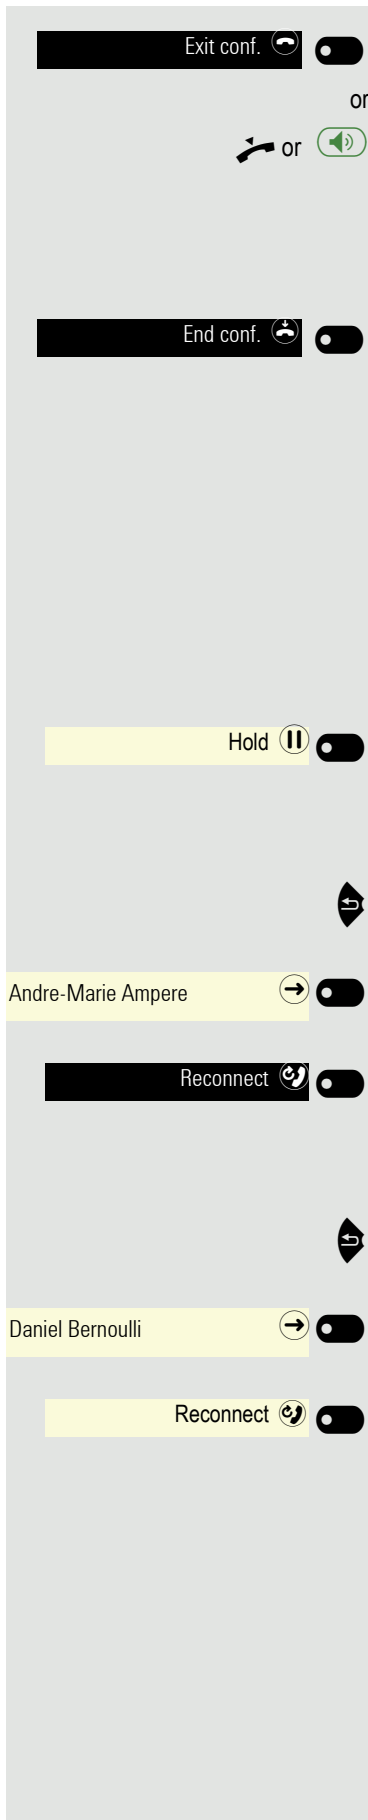 Exit conf.
or
or
End conf.
Hold
Andre-Marie Ampere
Reconnect
Daniel Bernoulli
Reconnect